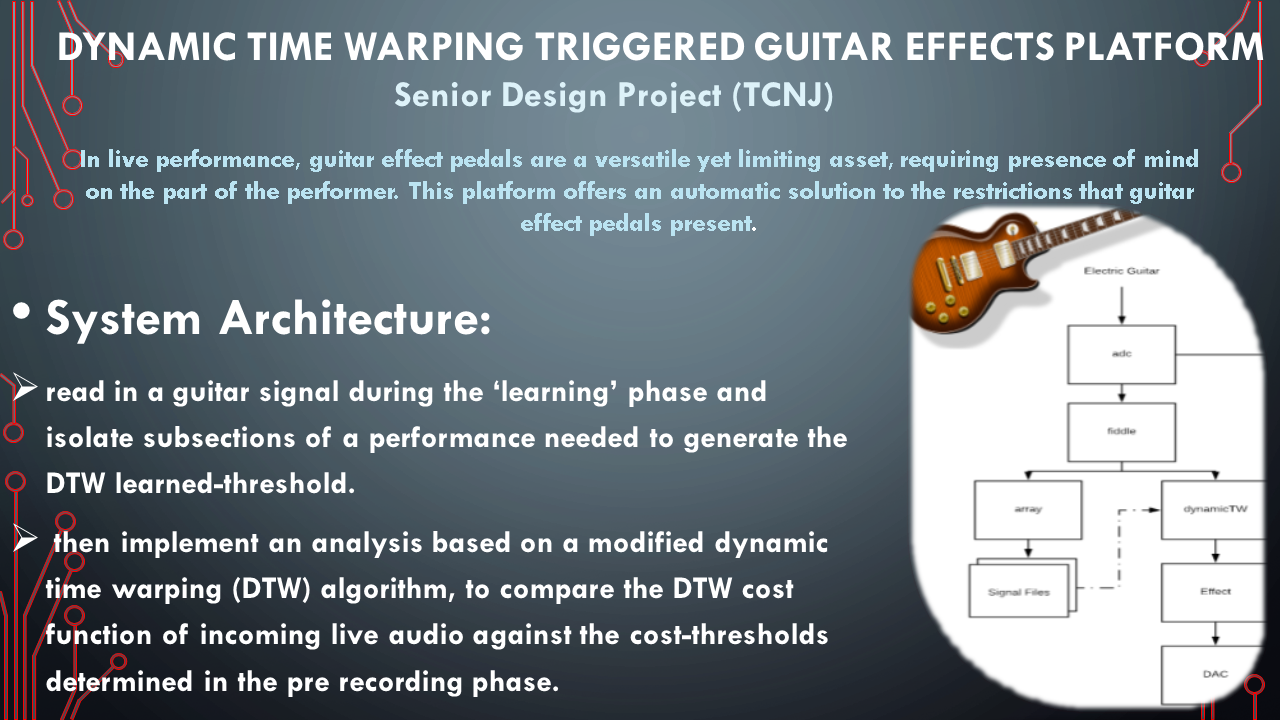 DYNAMIC TIME WARPING TRIGGERED GUITAR EFFECTS PLATFORM
Senior Design Project (TCNJ)
In live performance, guitar effect pedals are a versatile yet limiting asset, requiring presence of mind
on the part of the performer. This platform offers an automatic solution to the restrictions that guitar
effect pedals present.
• System Architecture:
➢ read in a guitar signal during the ‘learning’ phase and
isolate subsections of a performance needed to generate the
DTW learned-threshold.
➢ then implement an analysis based on a modified dynamic
time warping (DTW) algorithm, to compare the DTW cost
function of incoming live audio against the cost-thresholds
determined in the pre recording phase.
Electric Guitar
adc
fiddle
array
dynamicTW
Signal Files
Effect
DAC